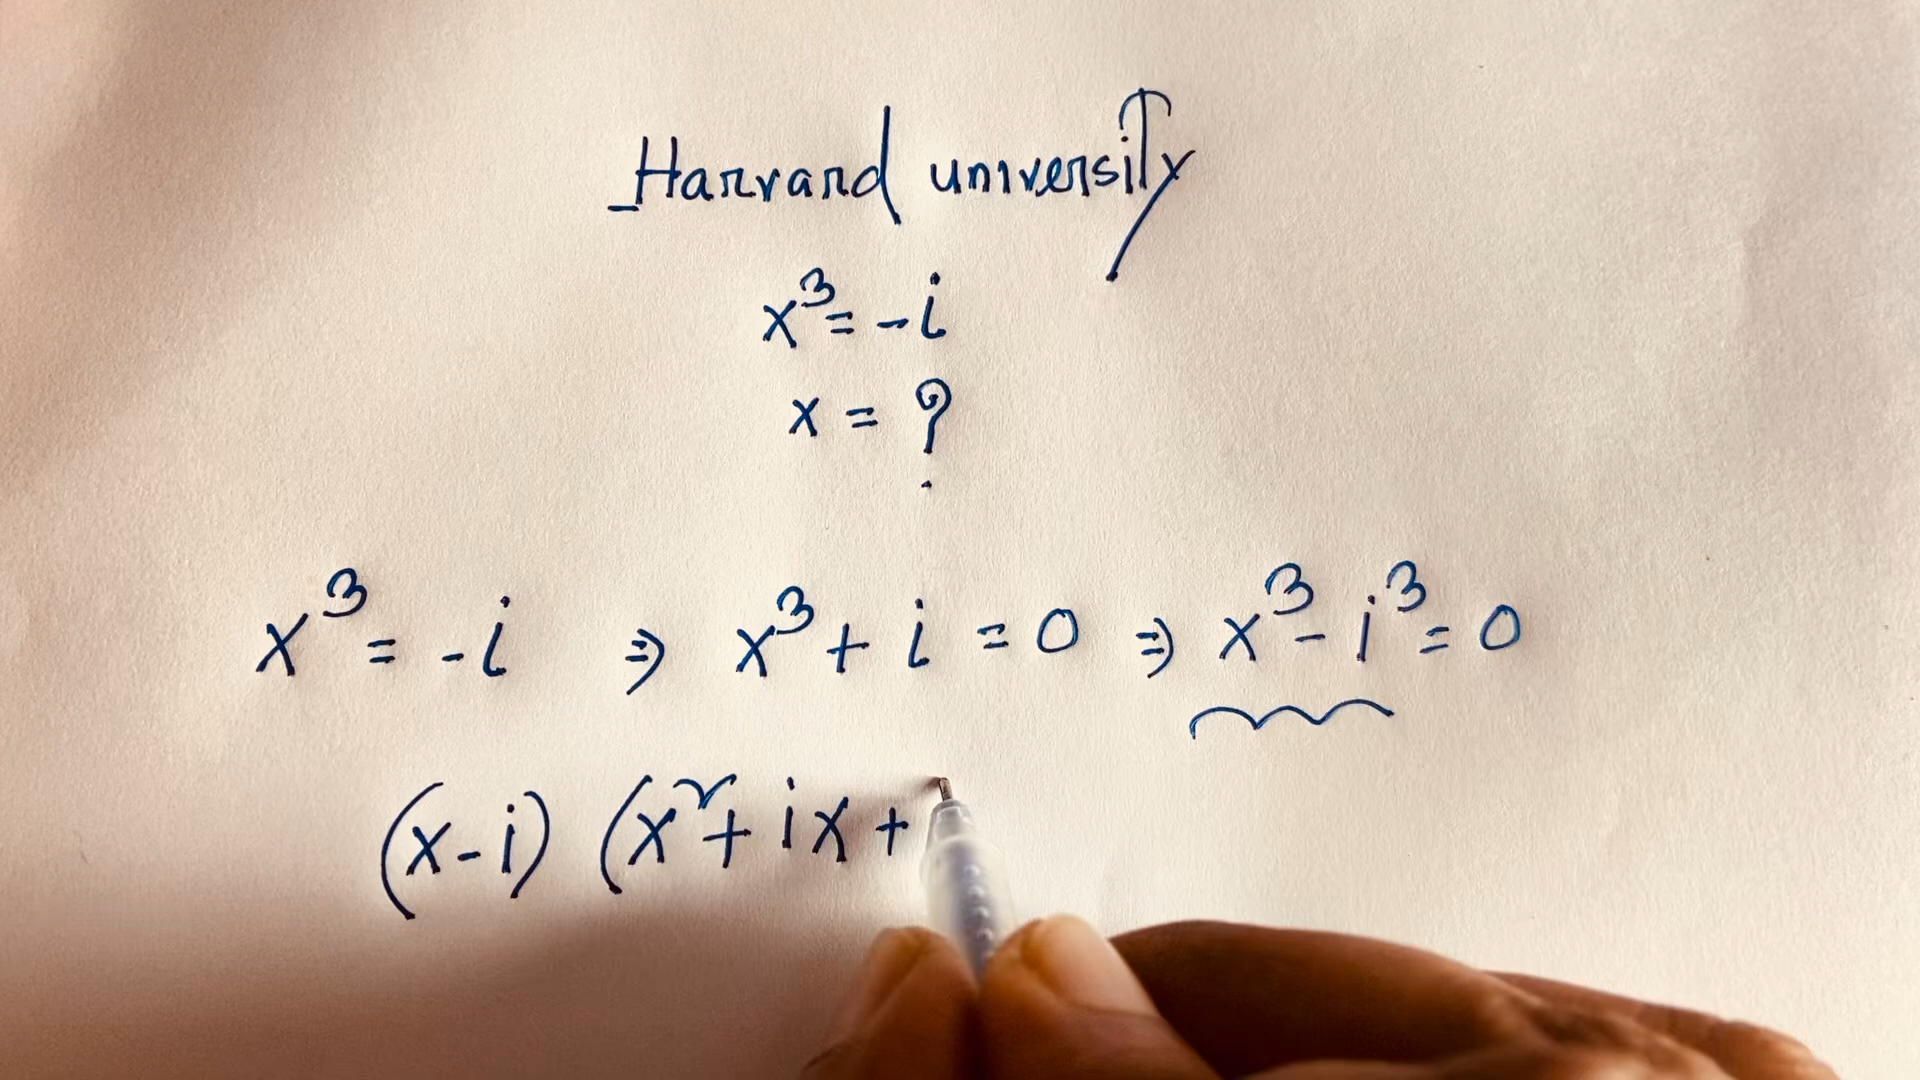 Harvard university
x³ = -i
x = ?
x³ = -i ⇒ x³ + i = 0 ⇒ x³ - i³ = 0
(x-i) (x² + ix +